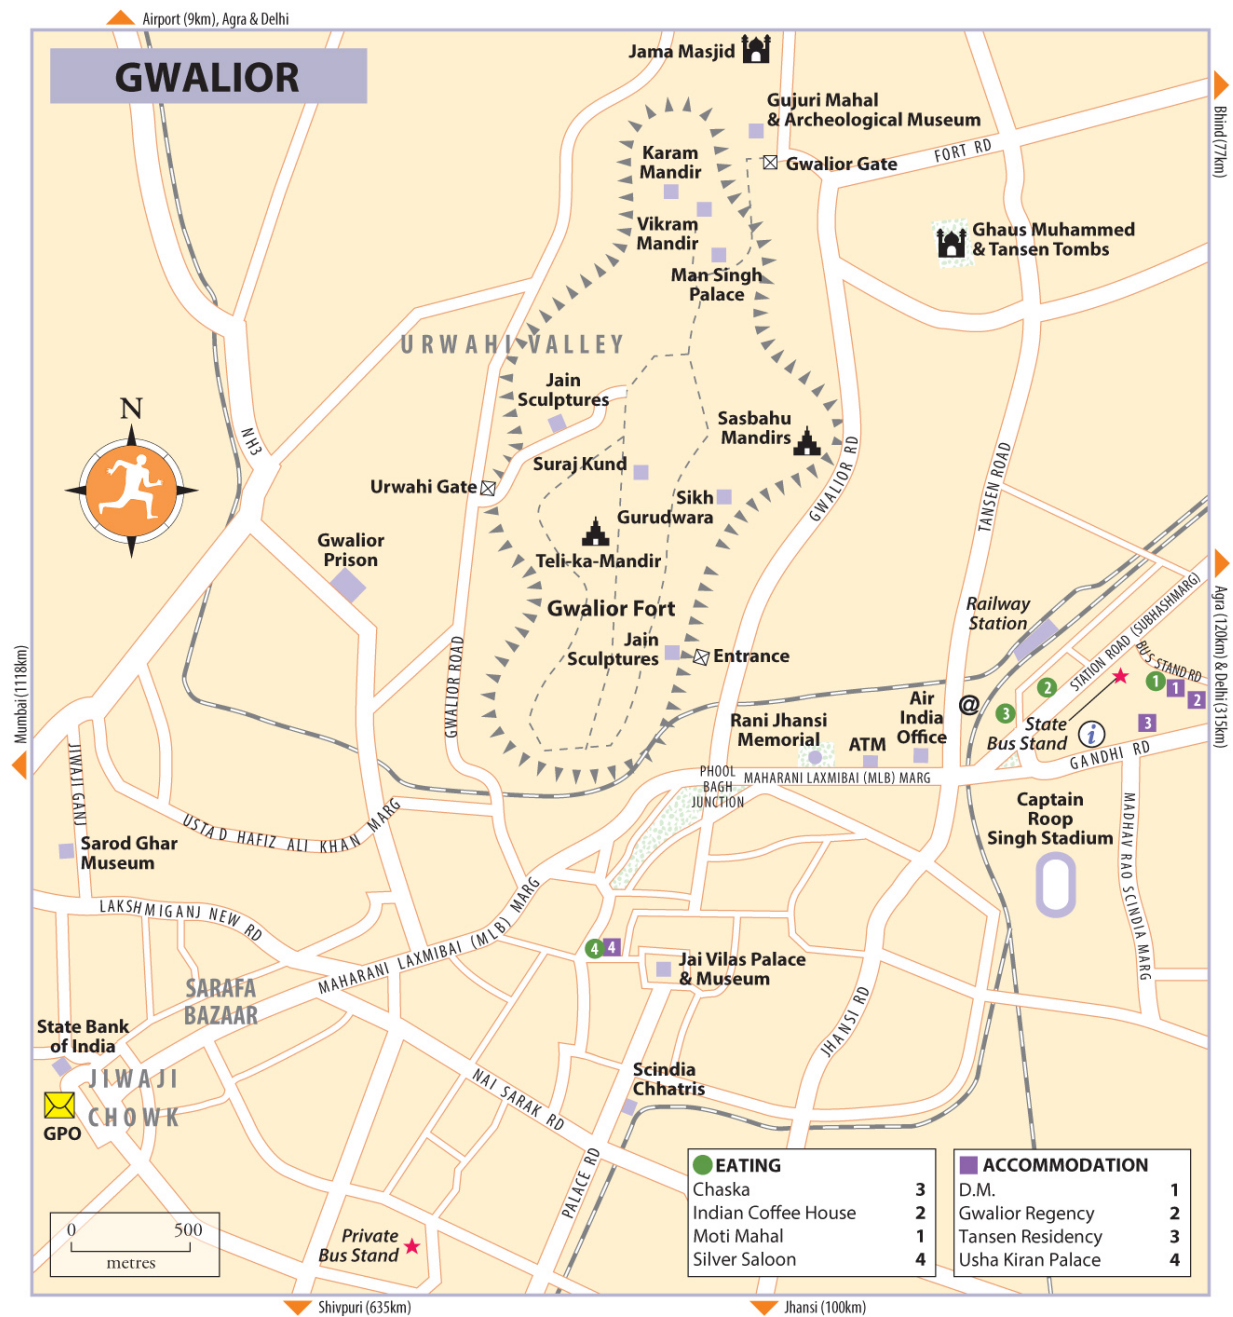 Airport (9km), Agra & Delhi
GWALIOR
Jama Masjid
Gujuri Mahal
& Archeological Museum
Bhind (77km)
Karam
Mandir
Gwalior Gate
FORT RD
Vikram
Mandir
Ghaus Muhammed
& Tansen Tombs
Man Singh
Palace
URWAHI VALLEY
Jain
Sculptures
N
NH3
Sasbahu
Mandirs
Suraj Kund
Urwahi Gate
Sikh
Gurudwara
GWALIOR RD
TANSEN ROAD
Gwalior
Prison
Teli-ka-Mandir
Gwalior Fort
Railway
Station
STATION ROAD (SUBHASHMARG)
Agra (120km) & Delhi (315km)
Jain
Sculptures
Entrance
BUS STAND RD
GWALIOR ROAD
Mumbai (1118km)
1
1
2
2
3
3
@
Air
India
Office
State
Bus Stand
i
Rani Jhansi
Memorial
ATM
GANDHI RD
PHOOL
BAGH
JUNCTION
MAHARANI LAXMIBAI (MLB) MARG
JIWAJI GANJ
USTAD HAFIZ ALI KHAN MARG
Captain
Roop
Singh Stadium
MADHAV RAO SCINDIA MARG
Sarod Ghar
Museum
LAKSHMIGANJ NEW RD
MAHARANI LAXMIBAI (MLB) MARG
4
4
Jai Vilas Palace
& Museum
SARAFA
BAZAAR
JHANSI RD
State Bank
of India
JIWAJI
CHOWK
GPO
NAI SARAK RD
Scindia
Chhatris
PALACE RD
Private
Bus Stand
0 500
metres
EATING
Chaska 3
Indian Coffee House 2
Moti Mahal 1
Silver Saloon 4
ACCOMMODATION
D.M. 1
Gwalior Regency 2
Tansen Residency 3
Usha Kiran Palace 4
Shivpuri (635km)
Jhansi (100km)